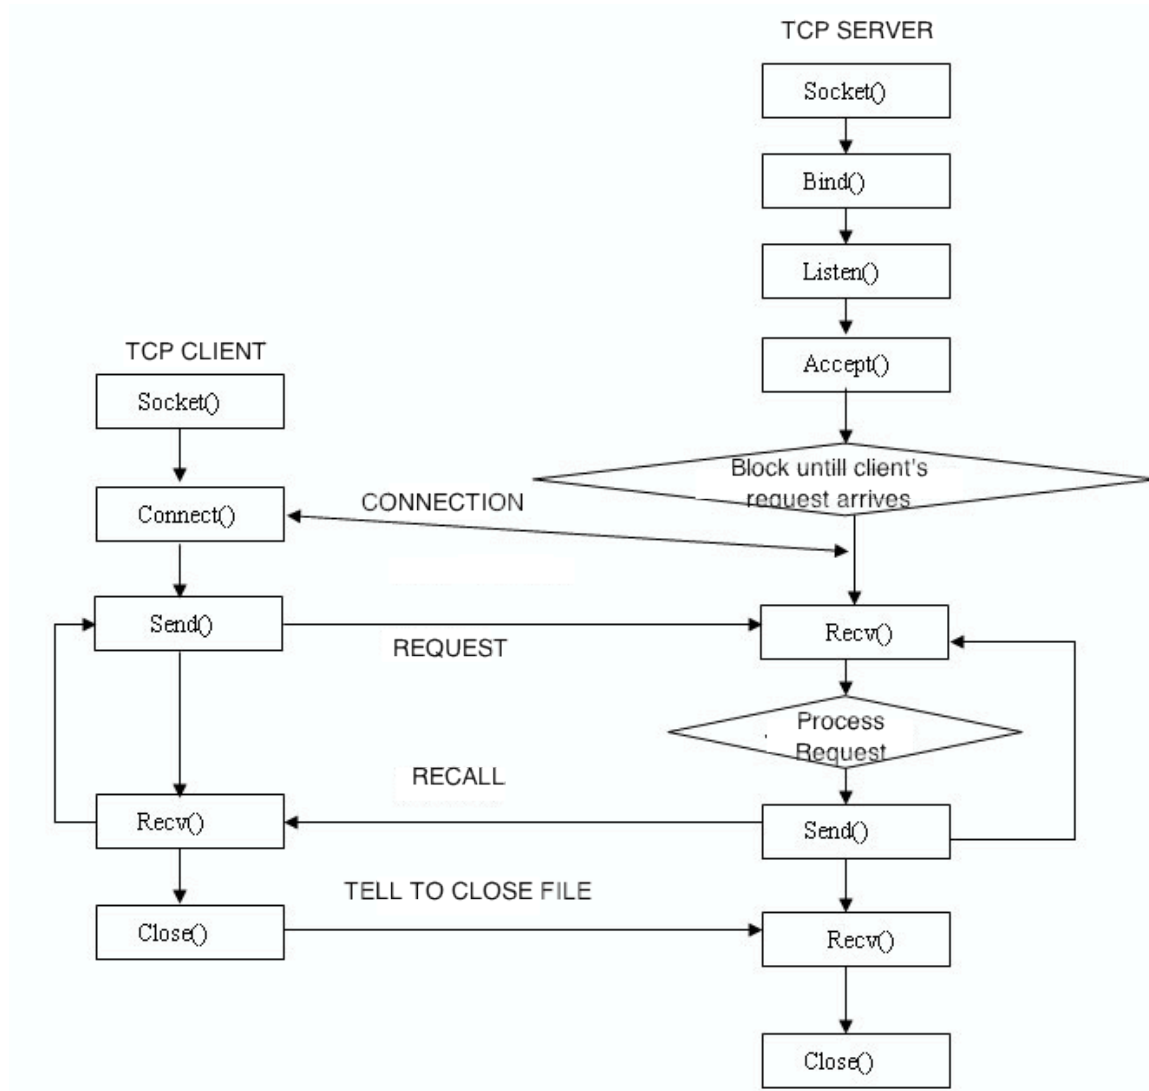 TCP SERVER
Socket()
Bind()
Listen()
Accept()
Block untill client's
request arrives
TCP CLIENT
Socket()
Connect()
CONNECTION
Send()
REQUEST
Recv()
Process
Request
RECALL
Recv()
Send()
TELL TO CLOSE FILE
Close()
Recv()
Close()